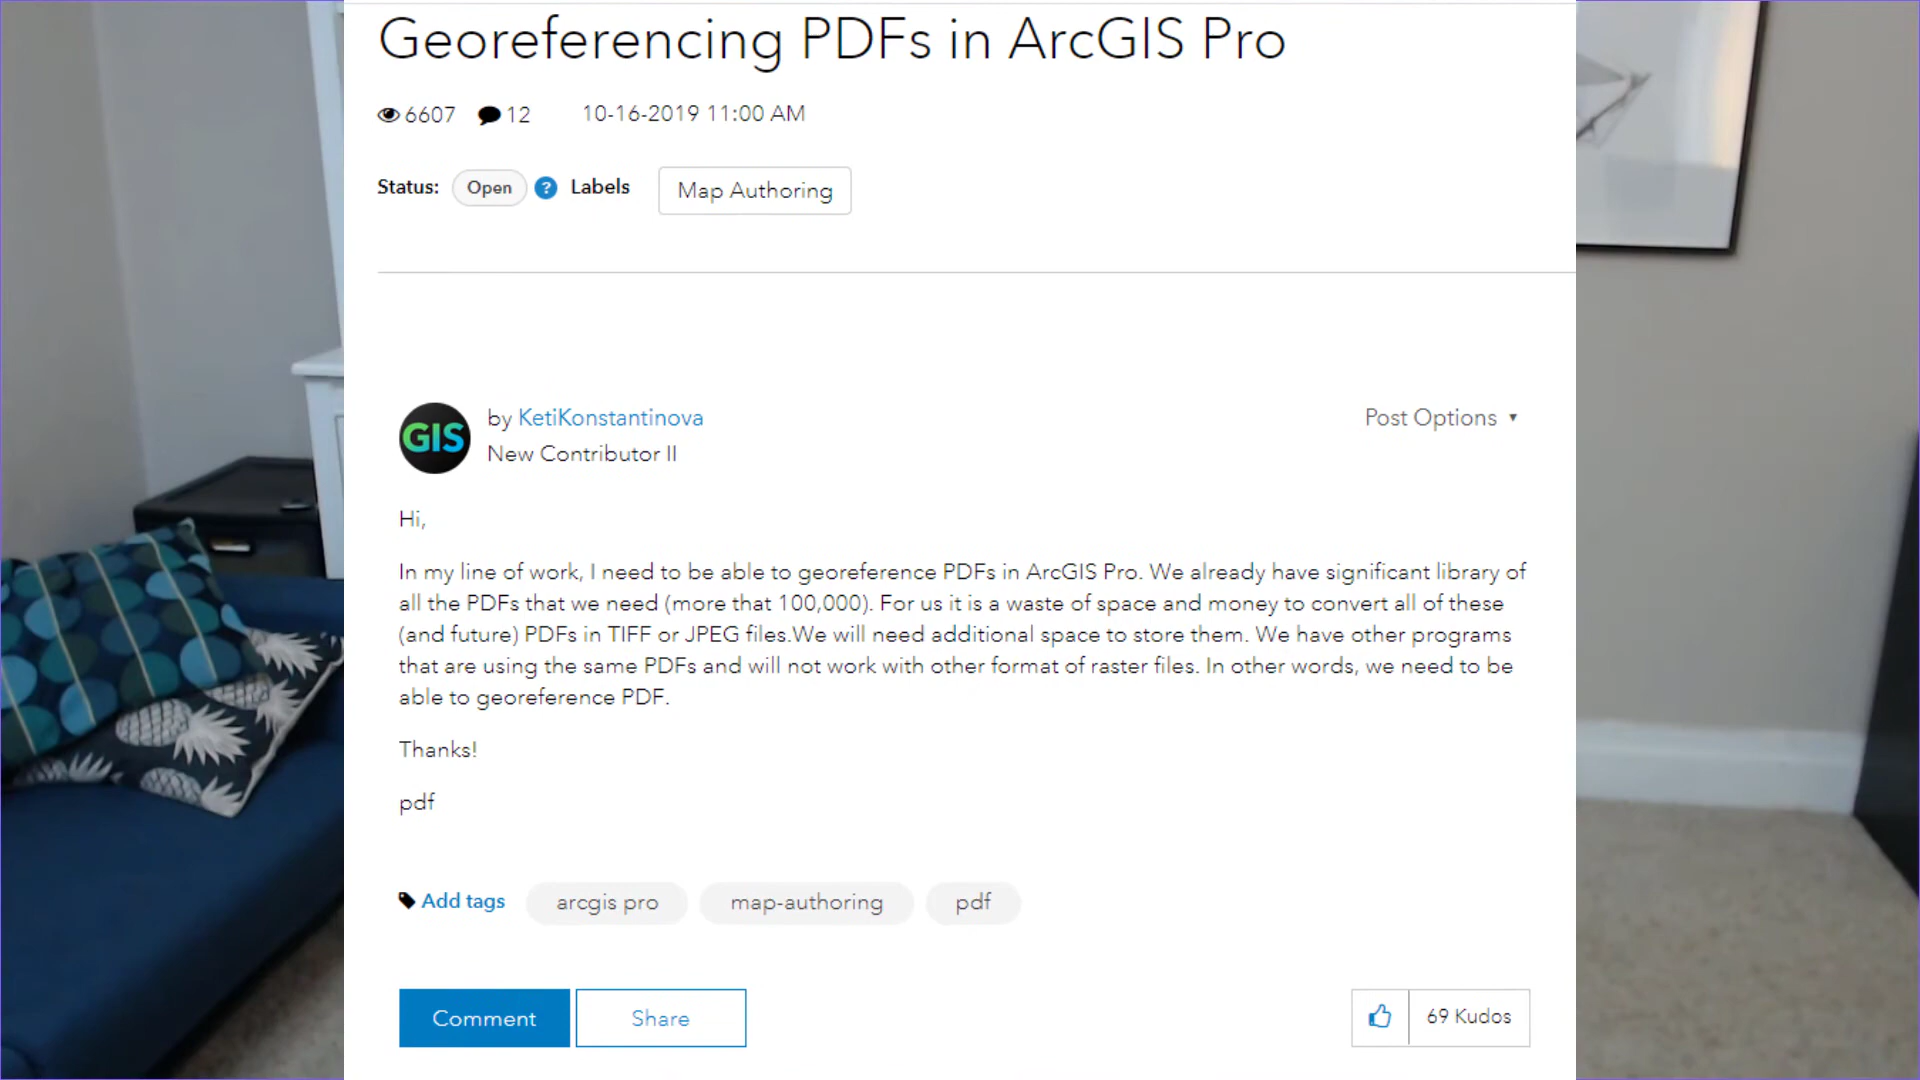 Georeferencing PDFs in ArcGIS Pro
6607 12 10-16-2019 11:00 AM
Status: Open ? Labels Map Authoring
GIS
by KetiKonstantinova
Post Options ▾
New Contributor II
Hi,
In my line of work, I need to be able to georeference PDFs in ArcGIS Pro. We already have significant library of
all the PDFs that we need (more that 100,000). For us it is a waste of space and money to convert all of these
(and future) PDFs in TIFF or JPEG files.We will need additional space to store them. We have other programs
that are using the same PDFs and will not work with other format of raster files. In other words, we need to be
able to georeference PDF.
Thanks!
pdf
Add tags arcgis pro map-authoring pdf
Comment Share 69 Kudos